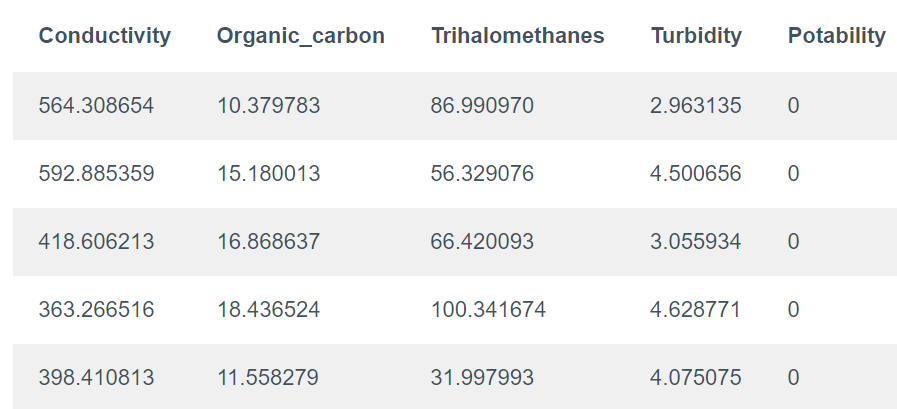 Conductivity Organic_carbon Trihalomethanes Turbidity Potability
564.308654 10.379783 86.990970 2.963135 0
592.885359 15.180013 56.329076 4.500656 0
418.606213 16.868637 66.420093 3.055934 0
363.266516 18.436524 100.341674 4.628771 0
398.410813 11.558279 31.997993 4.075075 0